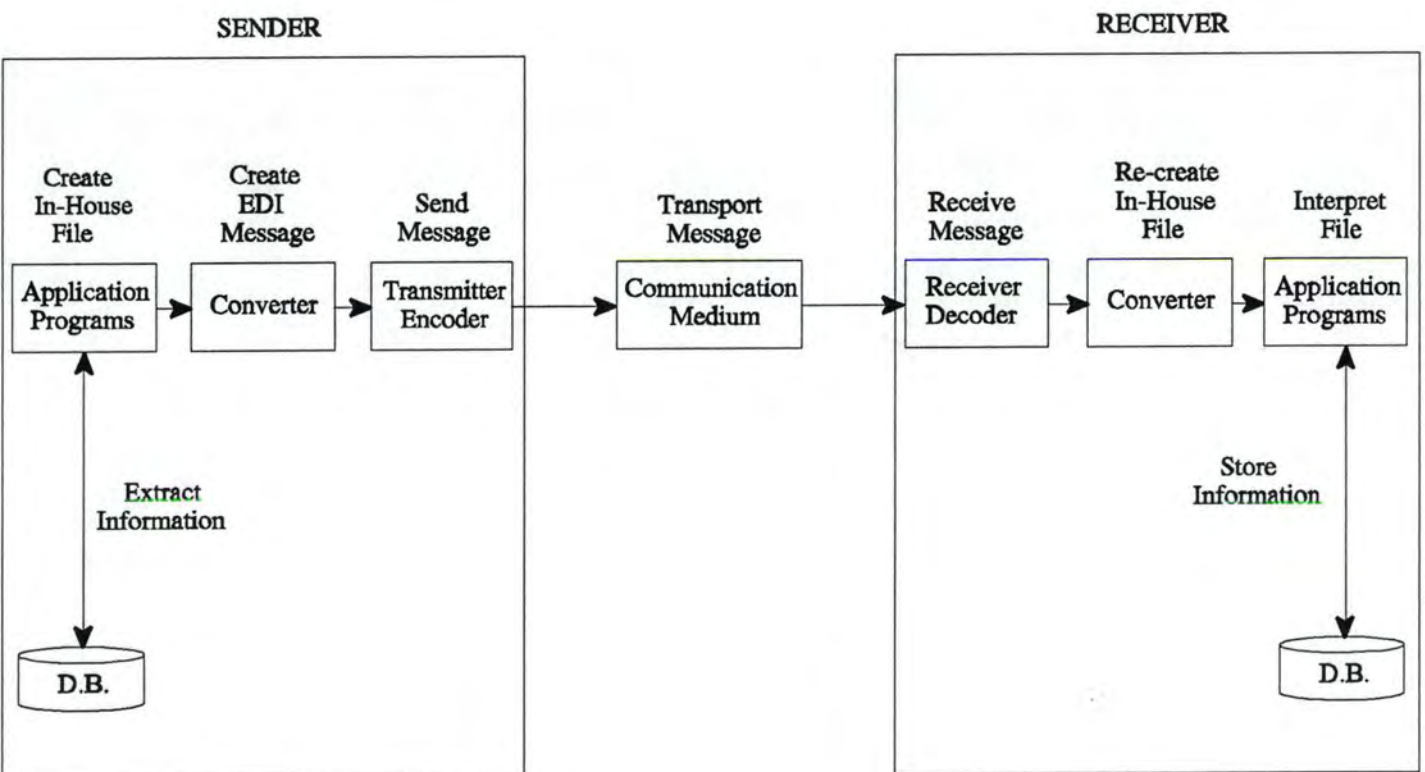 SENDER
RECEIVER
Create
In-House
File
Create
EDI
Message
Send
Message
Transport
Message
Receive
Message
Re-create
In-House
File
Interpret
File
Application
Programs
Converter
Transmitter
Encoder
Communication
Medium
Receiver
Decoder
Converter
Application
Programs
Extract
Information
Store
Information
D.B.
D.B.